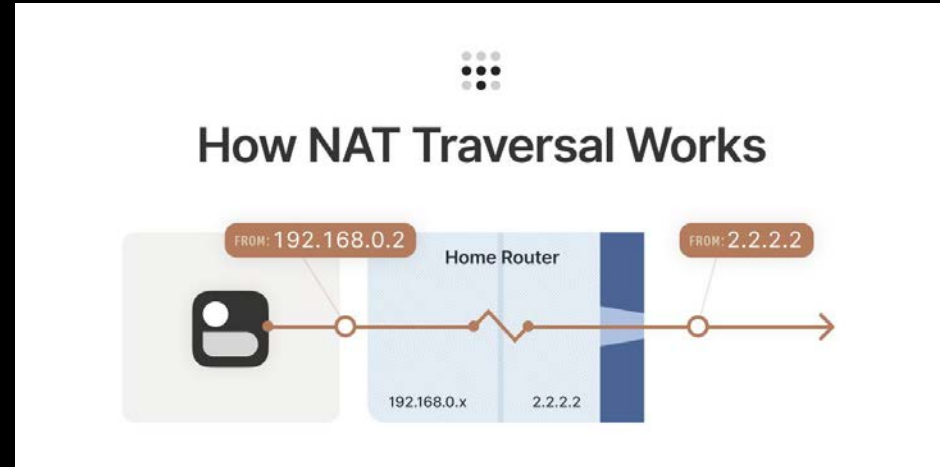 How NAT Traversal Works
FROM: 192.168.0.2
Home Router
FROM: 2.2.2.2
192.168.0.x
2.2.2.2